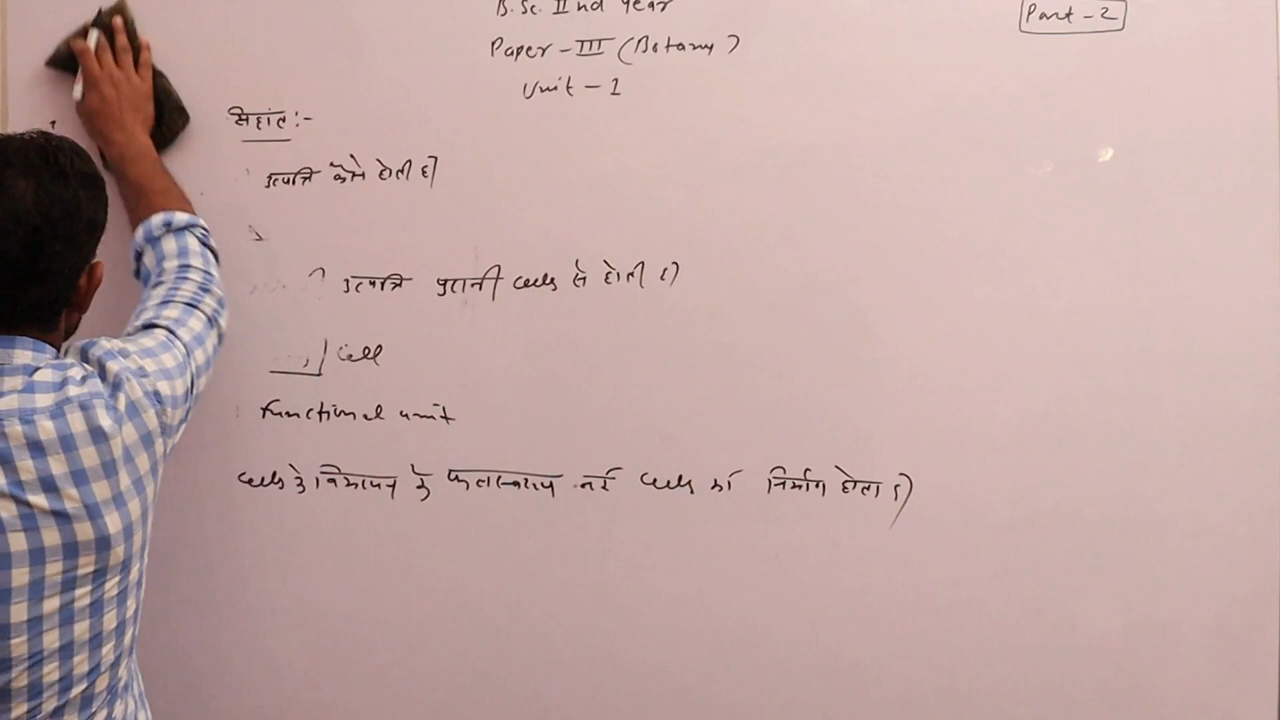 B.Sc. II nd year
Part - 2
Paper - III (Botany)
Unit - 1
सिद्धांत :-
उत्पत्ति कैसे होती है।
उत्पत्ति पुरानी cells से होती है।
Cell
Functional unit
cells के विभाजन के फलस्वरूप नई cells का निर्माण होता है।